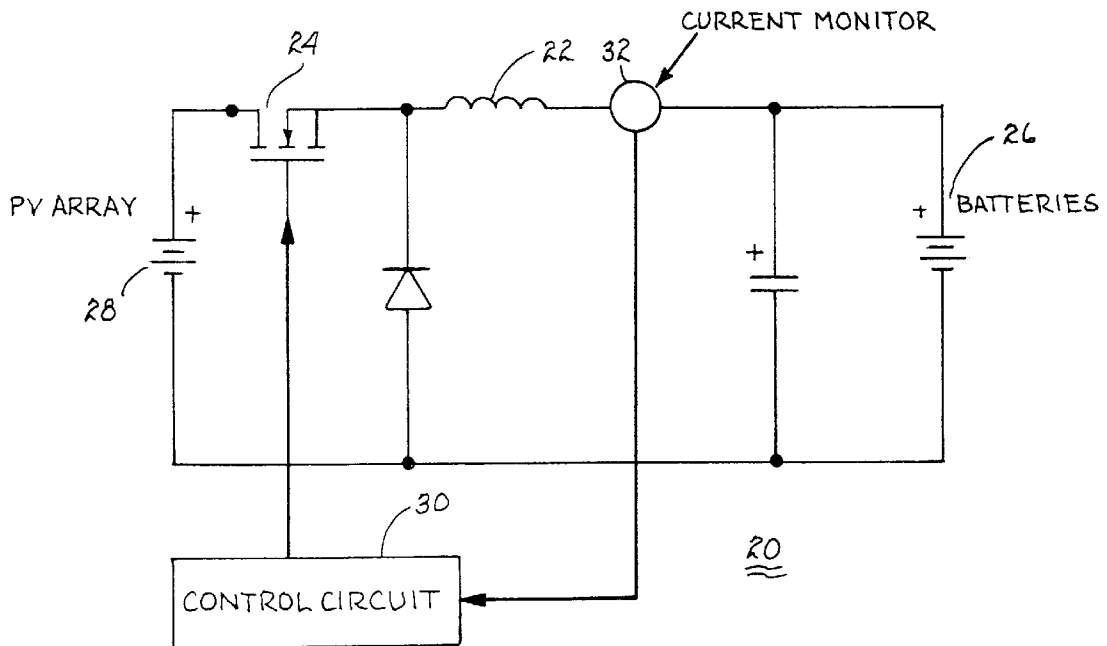 CURRENT MONITOR
24
22
32
26
PV ARRAY
+
+
BATTERIES
+
28
30
20
CONTROL CIRCUIT